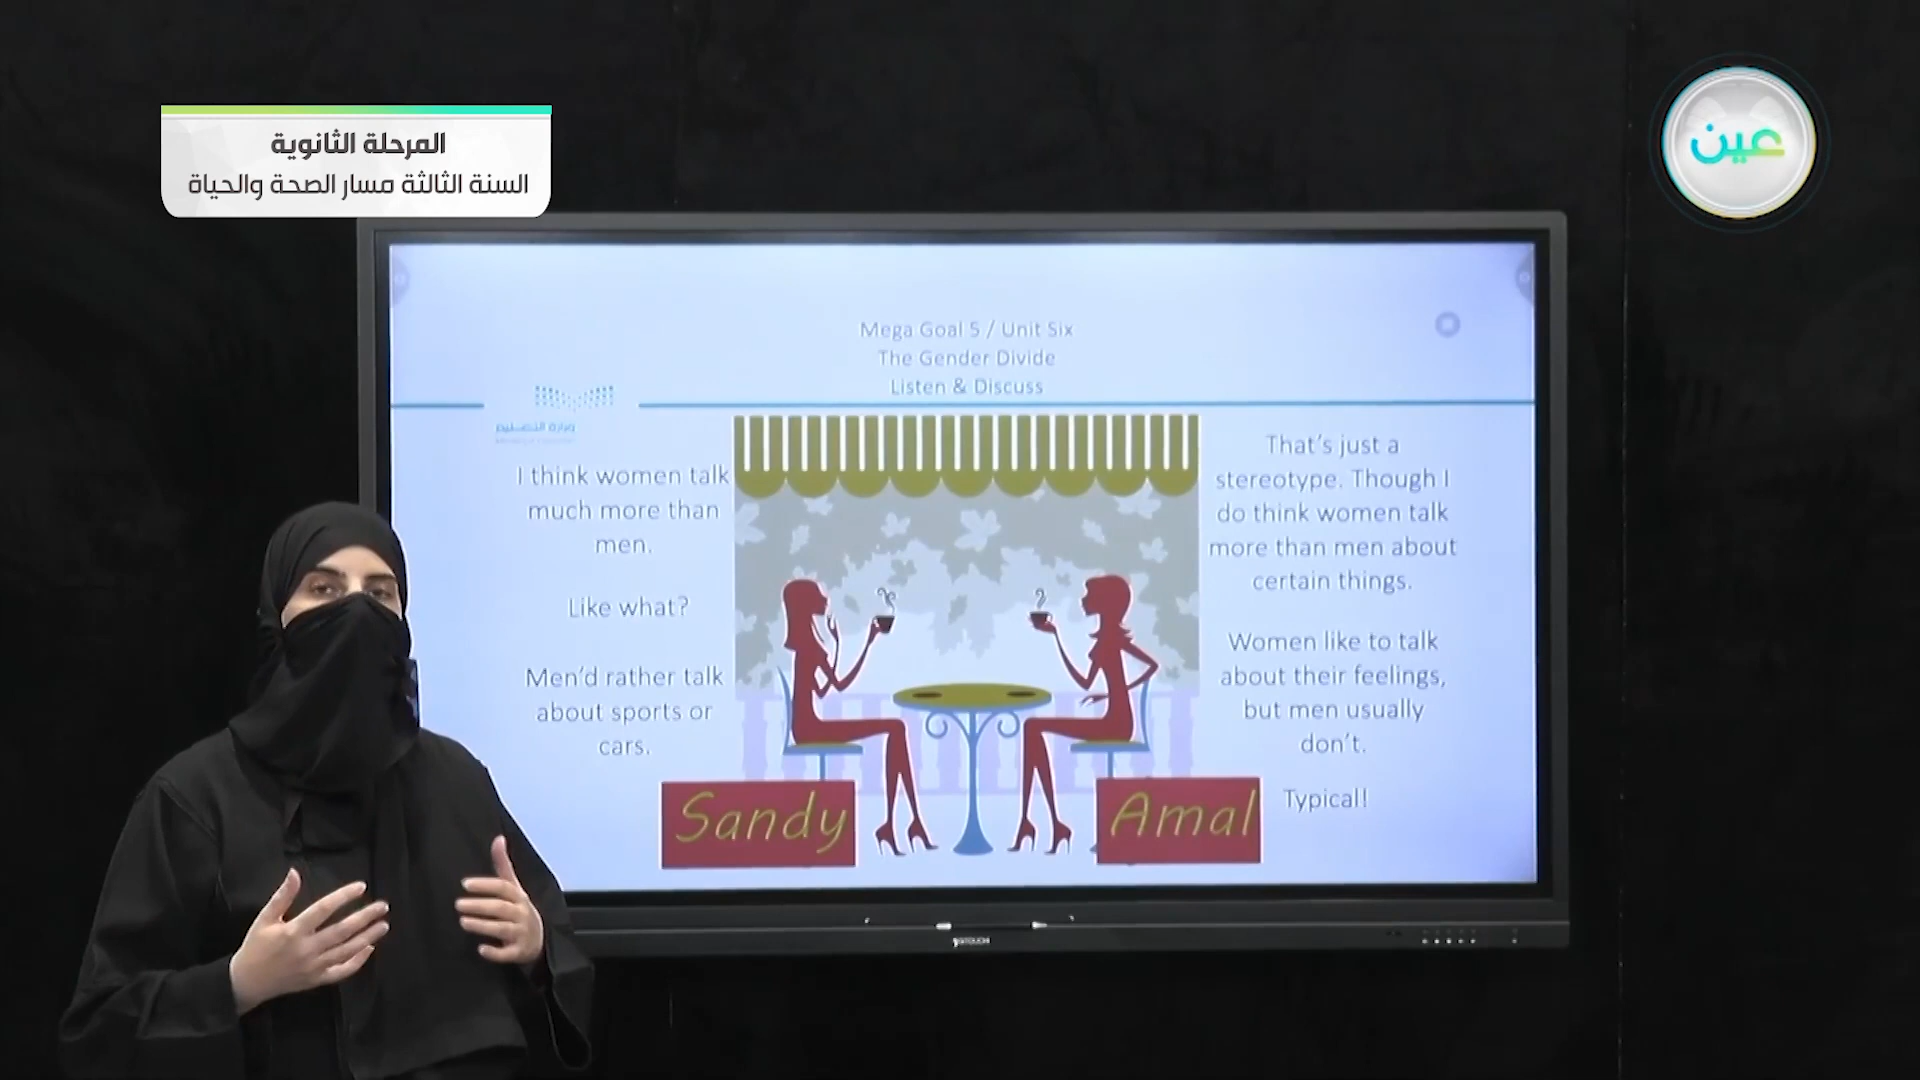 المرحلة الثانوية
السنة الثالثة مسار الصحة والحياة
عين
Mega Goal 5 / Unit Six
The Gender Divide
Listen & Discuss
وزارة التعليم
I think women talk
much more than
men.
Like what?
Men'd rather talk
about sports or
cars.
That's just a
stereotype. Though I
do think women talk
more than men about
certain things.
Women like to talk
about their feelings,
but men usually
don't.
Typical!
Sandy
Amal